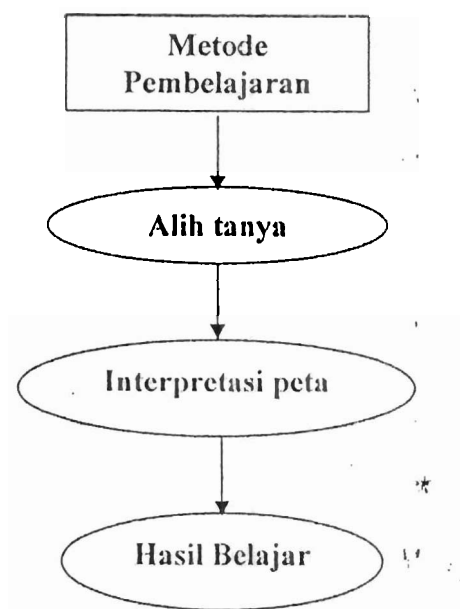 Metode
Pembelajaran
Alih tanya
Interpretasi peta
Hasil Belajar